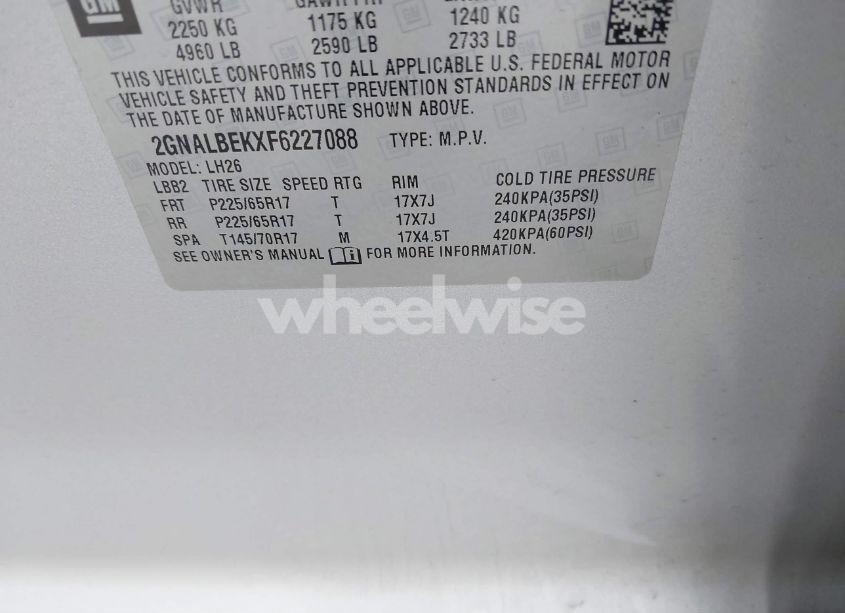 GM
GVWR GAWR FRT
2250 KG 1175 KG 1240 KG
4960 LB 2590 LB 2733 LB
THIS VEHICLE CONFORMS TO ALL APPLICABLE U.S. FEDERAL MOTOR
VEHICLE SAFETY AND THEFT PREVENTION STANDARDS IN EFFECT ON
THE DATE OF MANUFACTURE SHOWN ABOVE.
2GNALBEKXF6227088 TYPE: M.P.V.
MODEL: LH26
LBB2 TIRE SIZE SPEED RTG RIM COLD TIRE PRESSURE
FRT P225/65R17 T 17X7J 240KPA(35PSI)
RR P225/65R17 T 17X7J 240KPA(35PSI)
SPA T145/70R17 M 17X4.5T 420KPA(60PSI)
SEE OWNER'S MANUAL FOR MORE INFORMATION.
wheelwise